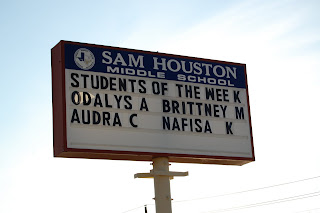 SAM HOUSTON
MIDDLE SCHOOL
STUDENTS OF THE WEEK
ODALYS A BRITTNEY M
AUDRA C NAFISA K